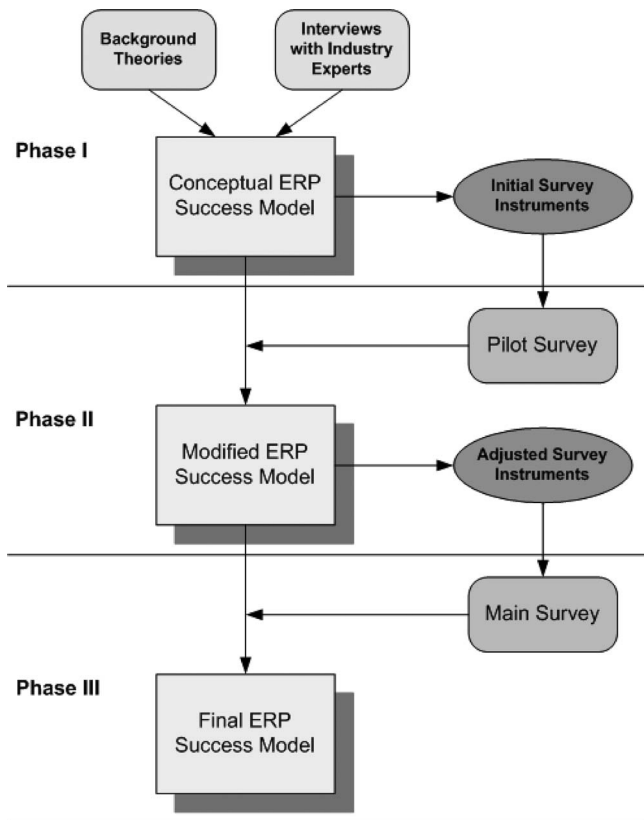 Background
Theories
Interviews
with Industry
Experts
Phase I
Conceptual ERP
Success Model
Initial Survey
Instruments
Pilot Survey
Phase II
Modified ERP
Success Model
Adjusted Survey
Instruments
Main Survey
Phase III
Final ERP
Success Model